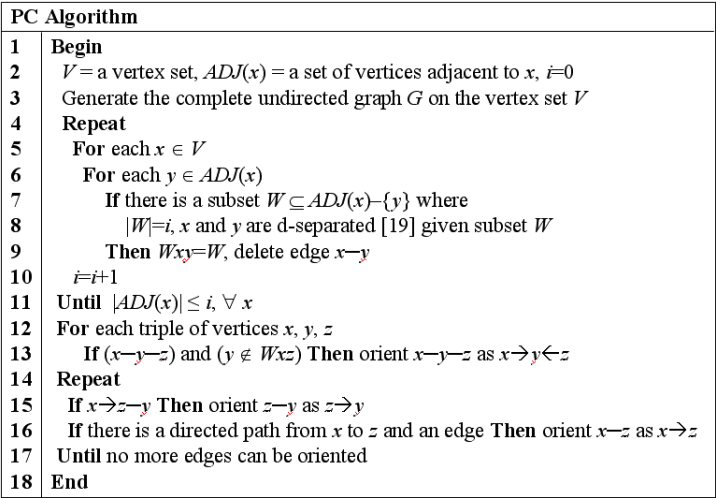 PC Algorithm
1 Begin
2 V = a vertex set, ADJ(x) = a set of vertices adjacent to x, i=0
3 Generate the complete undirected graph G on the vertex set V
4 Repeat
5 For each x ∈ V
6 For each y ∈ ADJ(x)
7 If there is a subset W ⊆ ADJ(x)–{y} where
8 |W|=i, x and y are d-separated [19] given subset W
9 Then Wxy=W, delete edge x—y
10 i=i+1
11 Until |ADJ(x)| ≤ i, ∀ x
12 For each triple of vertices x, y, z
13 If (x—y—z) and (y ∉ Wxz) Then orient x—y—z as x→y←z
14 Repeat
15 If x→z—y Then orient z—y as z→y
16 If there is a directed path from x to z and an edge Then orient x—z as x→z
17 Until no more edges can be oriented
18 End